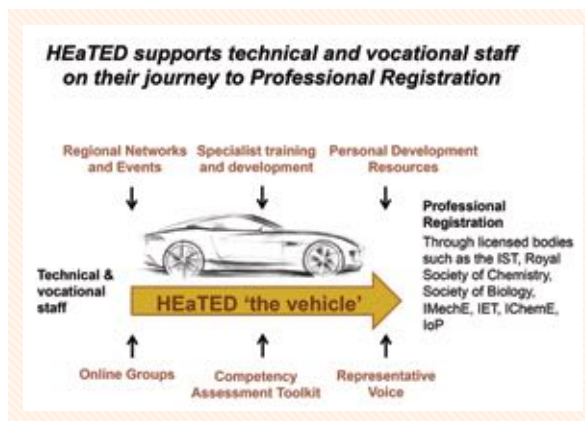 HEaTED supports technical and vocational staff
on their journey to Professional Registration
Regional Networks
and Events
Specialist training
and development
Personal Development
Resources
Technical &
vocational
staff
HEaTED ‘the vehicle’
Professional
Registration
Through licensed bodies
such as the IST, Royal
Society of Chemistry,
Society of Biology,
IMechE, IET, IChemE,
IoP
Online Groups
Competency
Assessment Toolkit
Representative
Voice